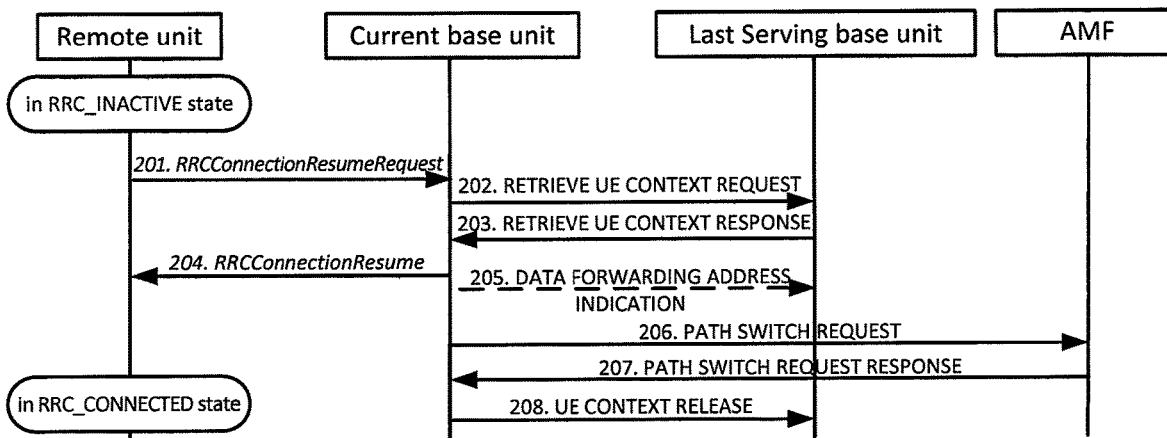 Remote unit
Current base unit
Last Serving base unit
AMF
in RRC_INACTIVE state
201. RRCConnectionResumeRequest
202. RETRIEVE UE CONTEXT REQUEST
203. RETRIEVE UE CONTEXT RESPONSE
204. RRCConnectionResume
205. DATA FORWARDING ADDRESS
INDICATION
206. PATH SWITCH REQUEST
207. PATH SWITCH REQUEST RESPONSE
in RRC_CONNECTED state
208. UE CONTEXT RELEASE